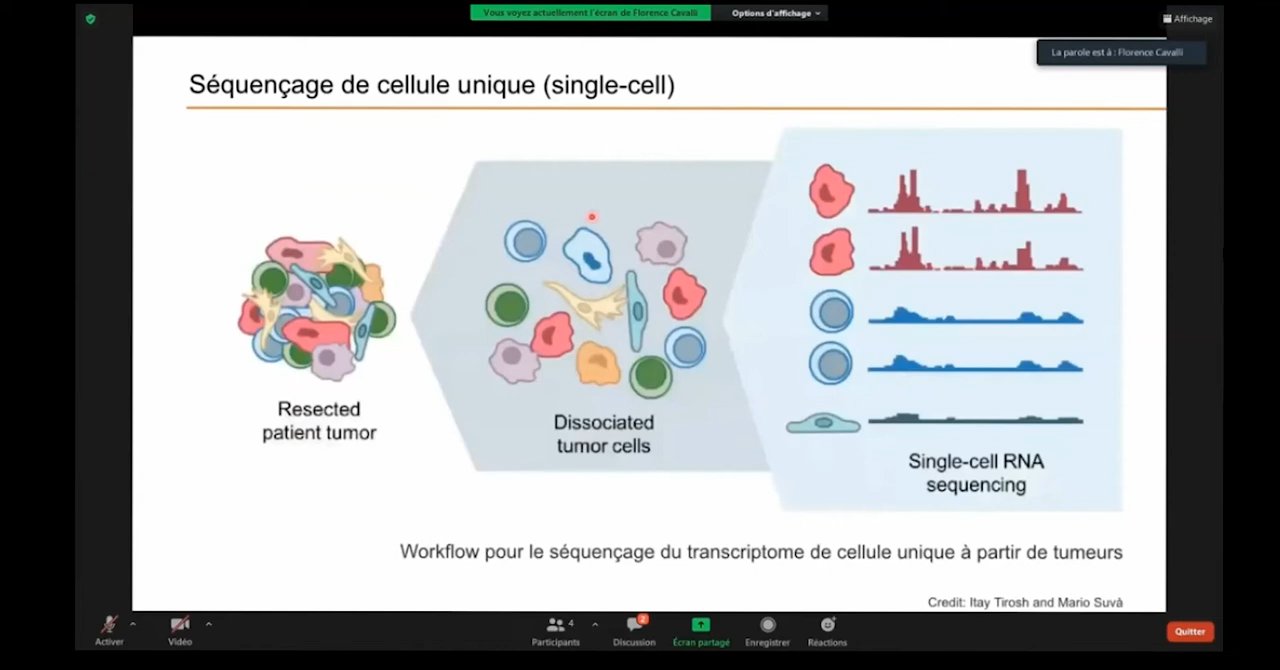 Vous voyez actuellement l'écran de Florence Cavalli
Options d'affichage
Affichage
La parole est à : Florence Cavalli
Séquençage de cellule unique (single-cell)
Resected
patient tumor
Dissociated
tumor cells
Single-cell RNA
sequencing
Workflow pour le séquençage du transcriptome de cellule unique à partir de tumeurs
Credit: Itay Tirosh and Mario Suvà
Activer
Vidéo
Participants
4
Discussion
2
Écran partagé
Enregistrer
Réactions
Quitter